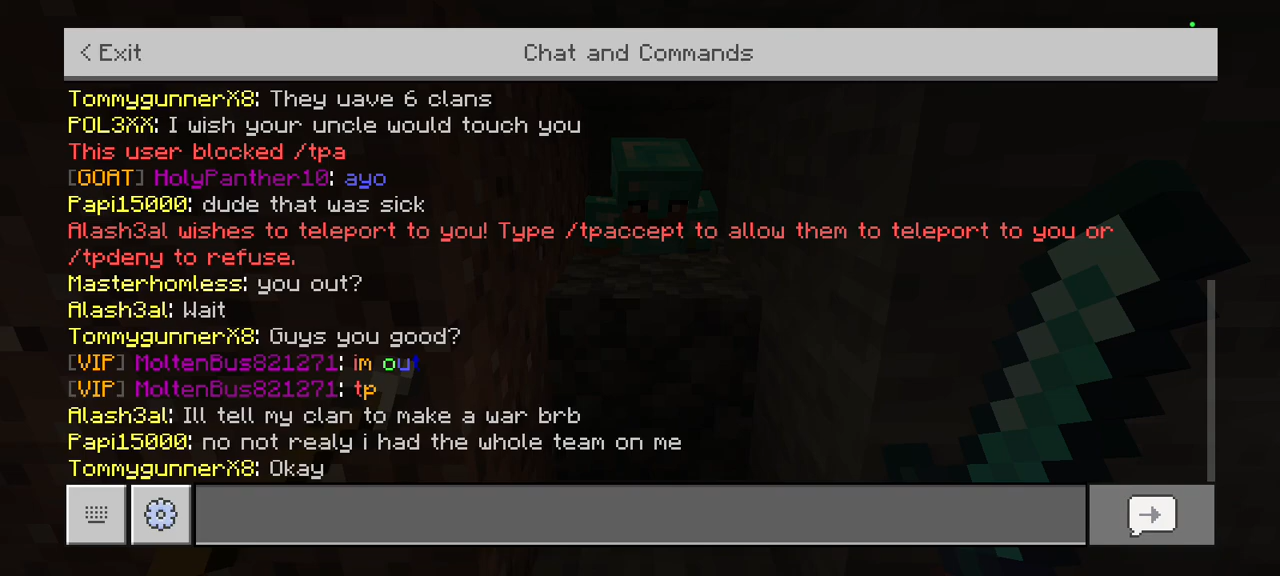 < Exit
Chat and Commands
TommygunnerX8: They uave 6 clans
POL3XX: I wish your uncle would touch you
This user blocked /tpa
[GOAT] HolyPanther10: ayo
Papi15000: dude that was sick
Alash3al wishes to teleport to you! Type /tpaccept to allow them to teleport to you or
/tpdeny to refuse.
Masterhomless: you out?
Alash3al: Wait
TommygunnerX8: Guys you good?
[VIP] MoltenBus821271: im out
[VIP] MoltenBus821271: tp
Alash3al: Ill tell my clan to make a war brb
Papi15000: no not realy i had the whole team on me
TommygunnerX8: Okay